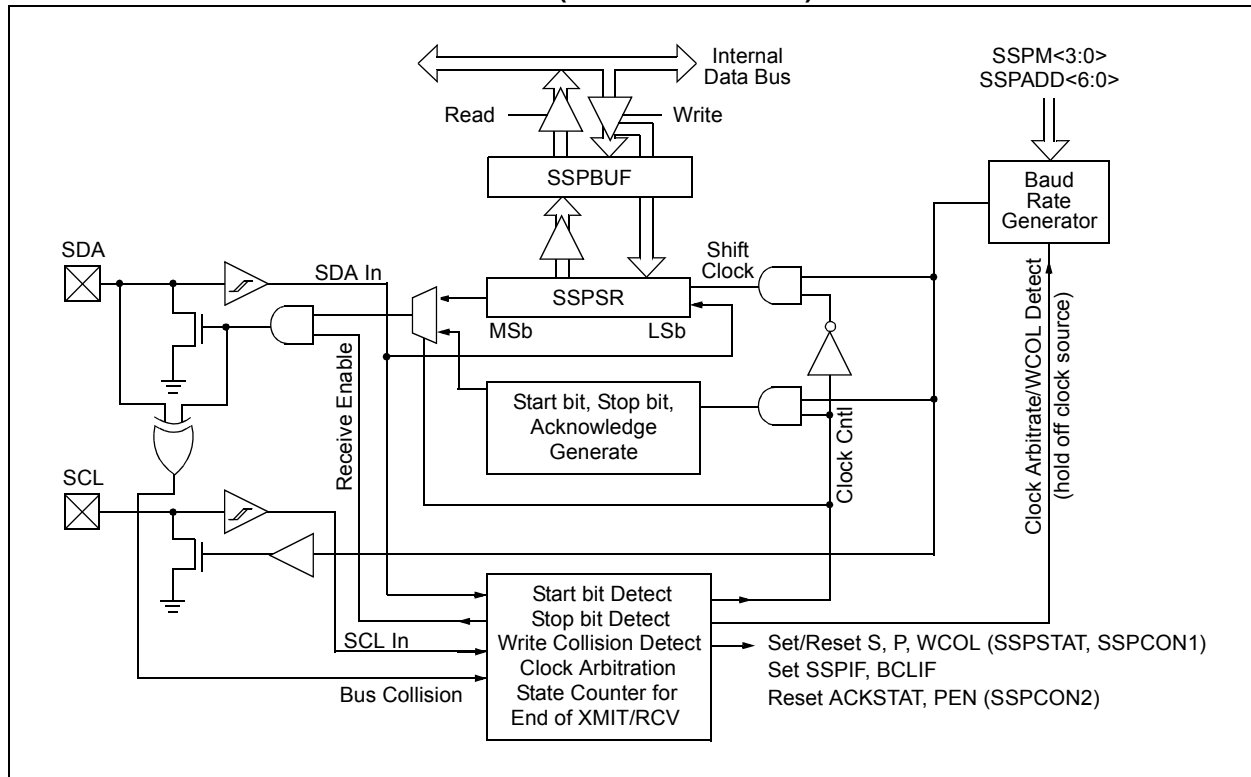 Internal
Data Bus
SSPM<3:0>
SSPADD<6:0>
Read
Write
SSPBUF
Baud
Rate
Generator
SDA
SDA In
Shift
Clock
SSPSR
MSb
LSb
Start bit, Stop bit,
Acknowledge
Generate
Receive Enable
Clock Cntl
Clock Arbitrate/WCOL Detect
(hold off clock source)
SCL
SCL In
Bus Collision
Start bit Detect
Stop bit Detect
Write Collision Detect
Clock Arbitration
State Counter for
End of XMIT/RCV
Set/Reset S, P, WCOL (SSPSTAT, SSPCON1)
Set SSPIF, BCLIF
Reset ACKSTAT, PEN (SSPCON2)